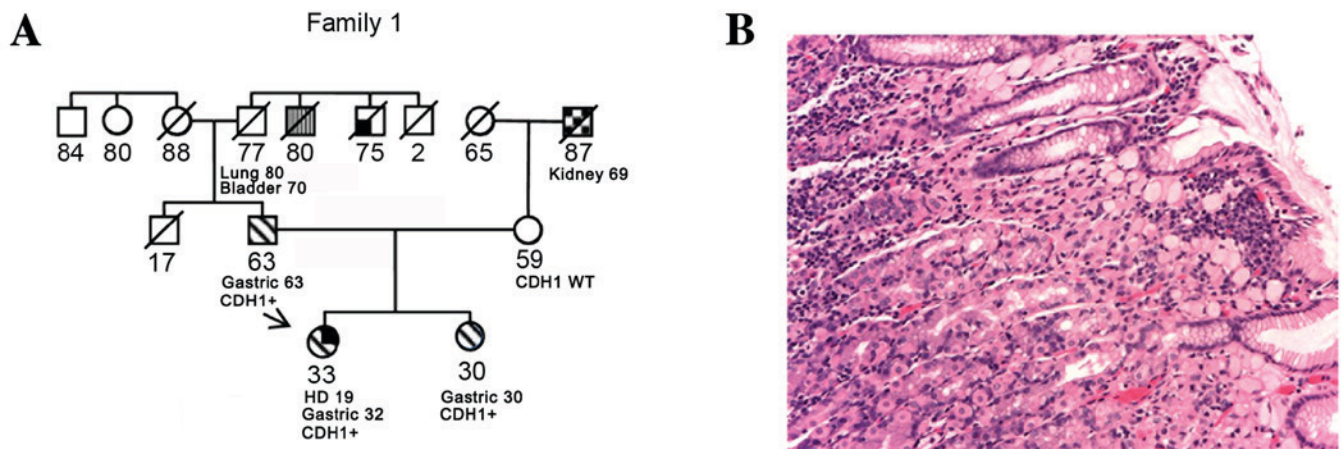 A
Family 1
B
84 80 88 77 80 75 2 65 87
Lung 80
Bladder 70
Kidney 69
17 63 59
Gastric 63
CDH1+
CDH1 WT
33 30
HD 19
Gastric 32
CDH1+
Gastric 30
CDH1+